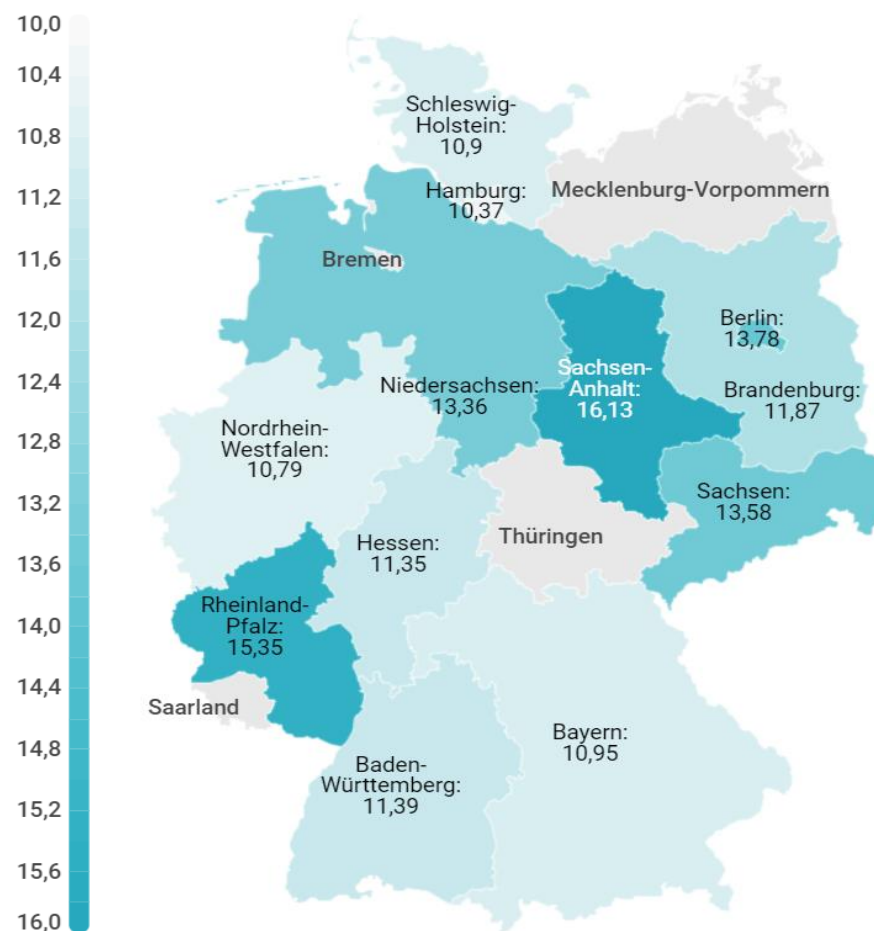 10,0
10,4
10,8
11,2
11,6
12,0
12,4
12,8
13,2
13,6
14,0
14,4
14,8
15,2
15,6
16,0
Schleswig-
Holstein:
10,9
Hamburg:
10,37
Mecklenburg-Vorpommern
Bremen
Berlin:
13,78
Niedersachsen:
13,36
Sachsen-
Anhalt:
16,13
Brandenburg:
11,87
Nordrhein-
Westfalen:
10,79
Sachsen:
13,58
Hessen:
11,35
Thüringen
Rheinland-
Pfalz:
15,35
Saarland
Baden-
Württemberg:
11,39
Bayern:
10,95